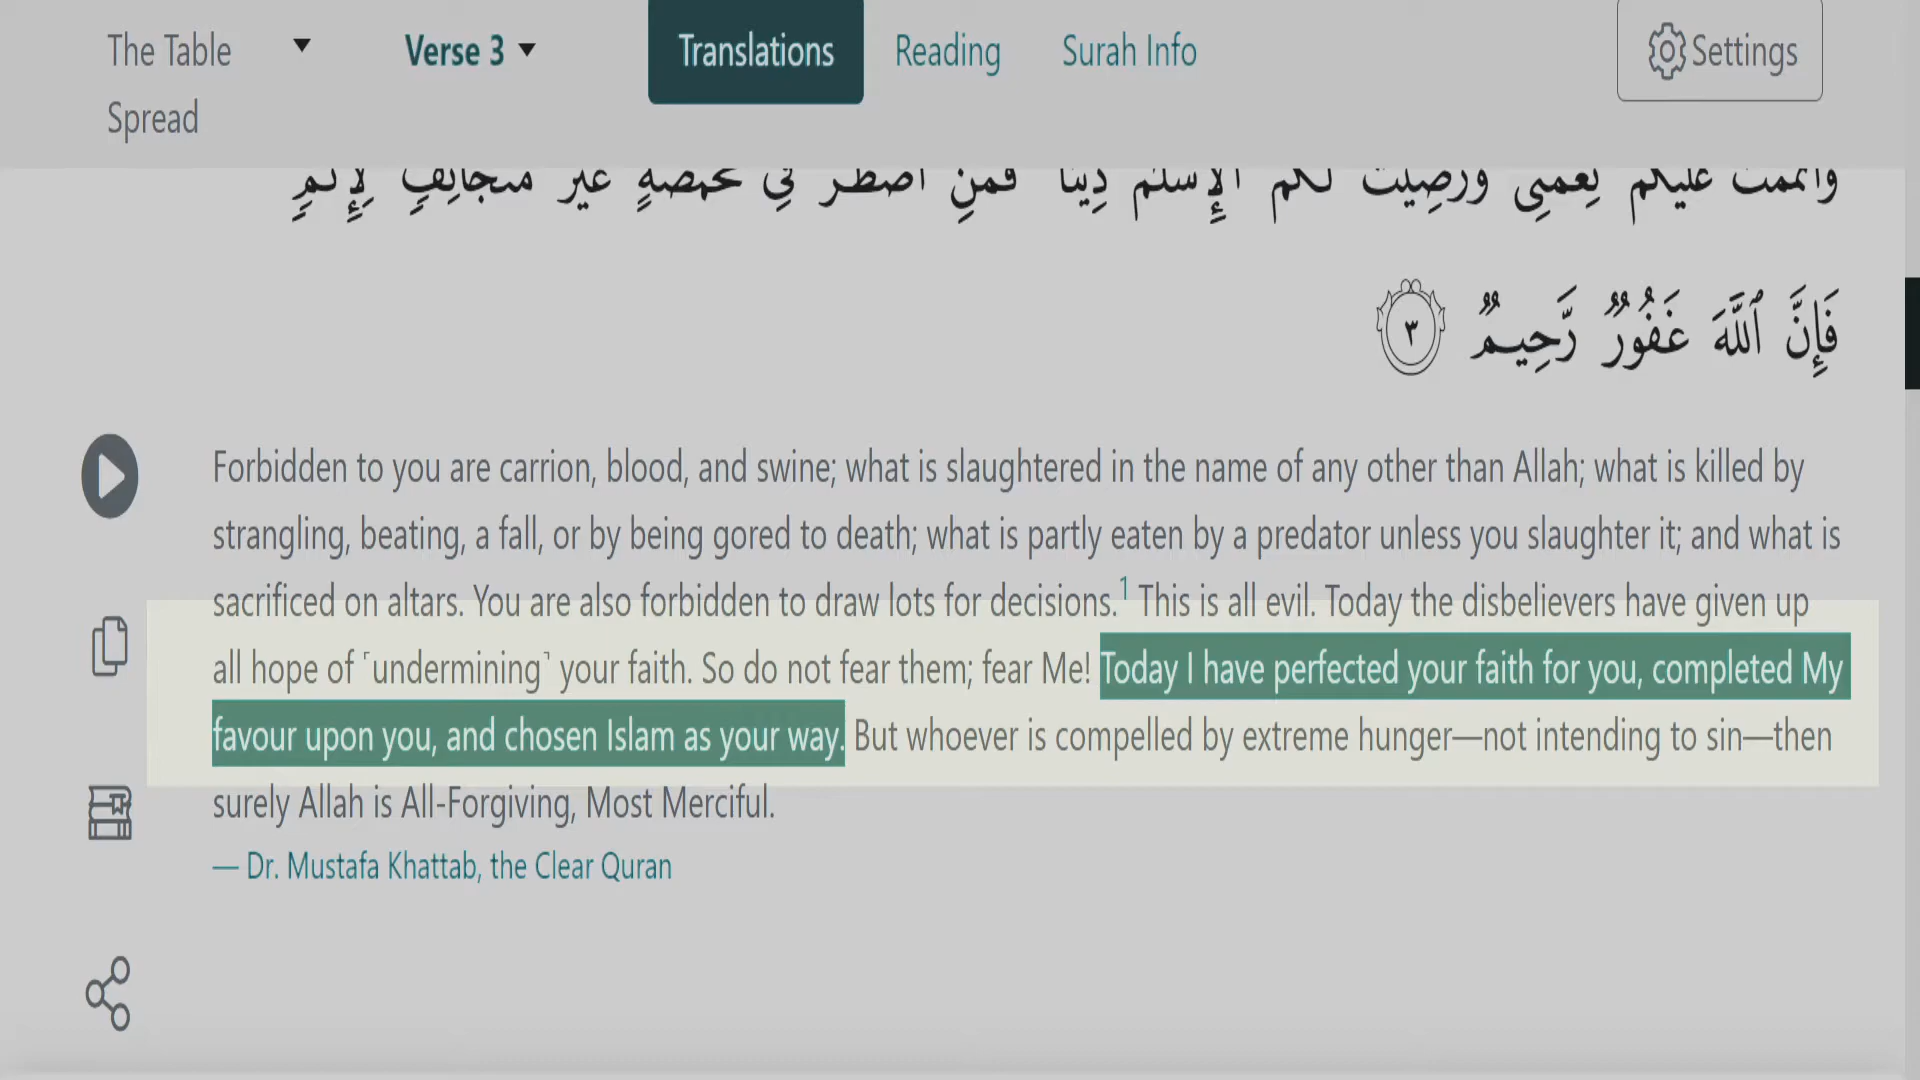 The Table Spread
Verse 3
Translations
Reading
Surah Info
Settings
فَإِنَّ ٱللَّهَ غَفُورٌ رَّحِيمٌ ٣
Forbidden to you are carrion, blood, and swine; what is slaughtered in the name of any other than Allah; what is killed by
strangling, beating, a fall, or by being gored to death; what is partly eaten by a predator unless you slaughter it; and what is
sacrificed on altars. You are also forbidden to draw lots for decisions.1 This is all evil. Today the disbelievers have given up
all hope of ˹undermining˺ your faith. So do not fear them; fear Me! Today I have perfected your faith for you, completed My
favour upon you, and chosen Islam as your way. But whoever is compelled by extreme hunger—not intending to sin—then
surely Allah is All-Forgiving, Most Merciful.
— Dr. Mustafa Khattab, the Clear Quran